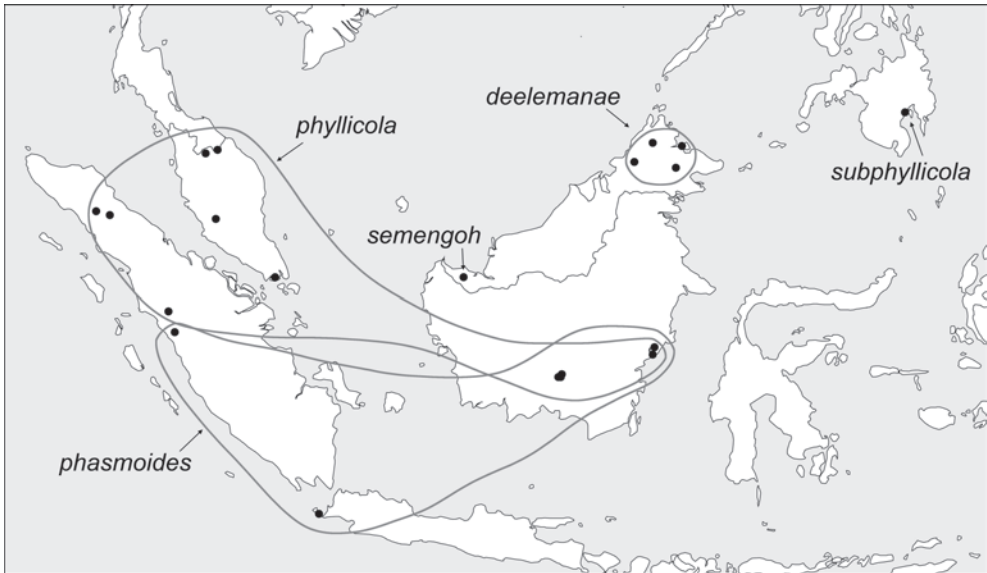 deelemanae
phyllicola
subphyllicola
semengoh
phasmoides